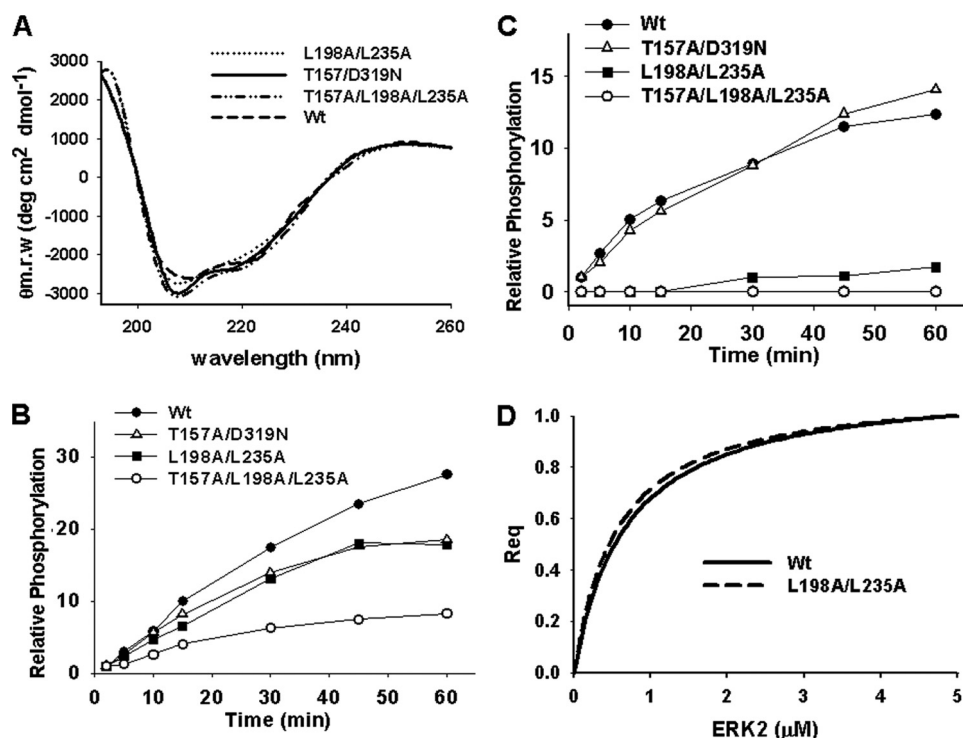 A
L198A/L235A
T157/D319N
T157A/L198A/L235A
Wt
3000
2000
1000
0
-1000
-2000
-3000
θm.r.w (deg cm2 dmol-1)
200
220
240
260
wavelength (nm)
C
Wt
T157A/D319N
L198A/L235A
T157A/L198A/L235A
15
10
5
0
Relative Phosphorylation
0
10
20
30
40
50
60
Time (min)
B
Wt
T157A/D319N
L198A/L235A
T157A/L198A/L235A
30
20
10
0
Relative Phosphorylation
0
10
20
30
40
50
60
Time (min)
D
1.0
0.8
0.6
0.4
0.2
0.0
Req
Wt
L198A/L235A
0
1
2
3
4
5
ERK2 (μM)